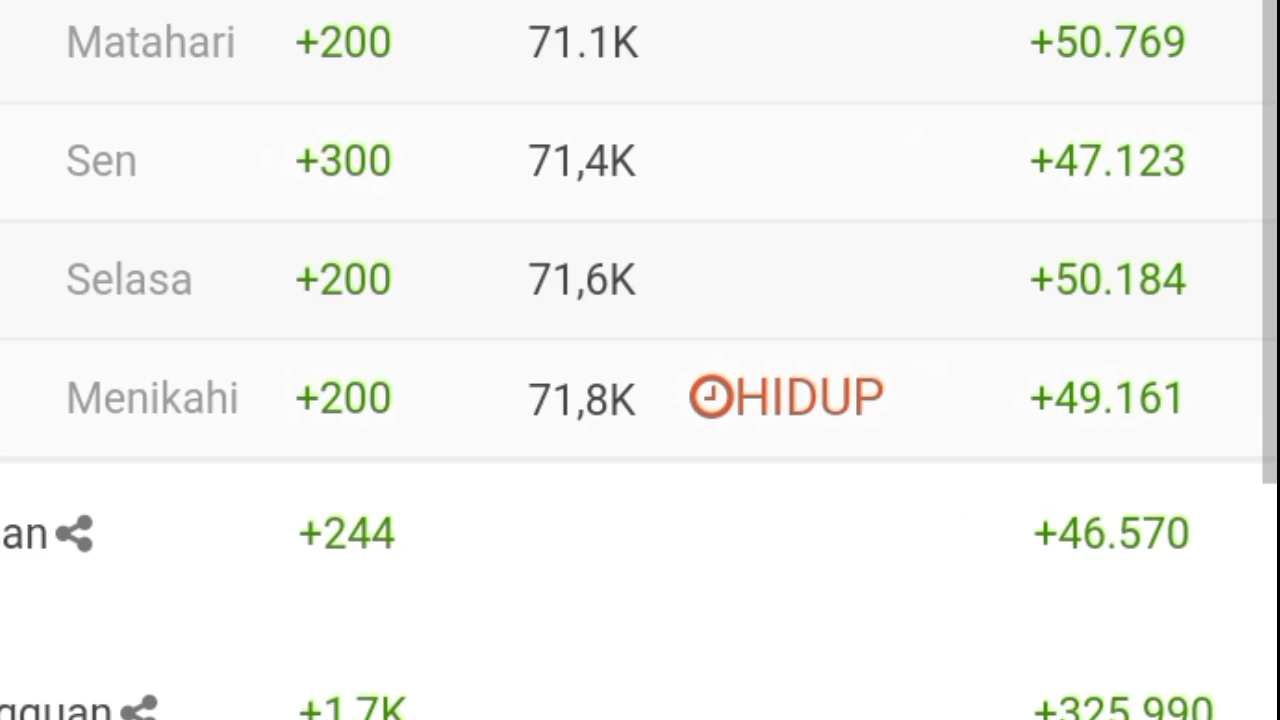 Matahari +200 71.1K +50.769
Sen +300 71,4K +47.123
Selasa +200 71,6K +50.184
Menikahi +200 71,8K HIDUP +49.161
an +244 +46.570
gguan +1.7K +325.990